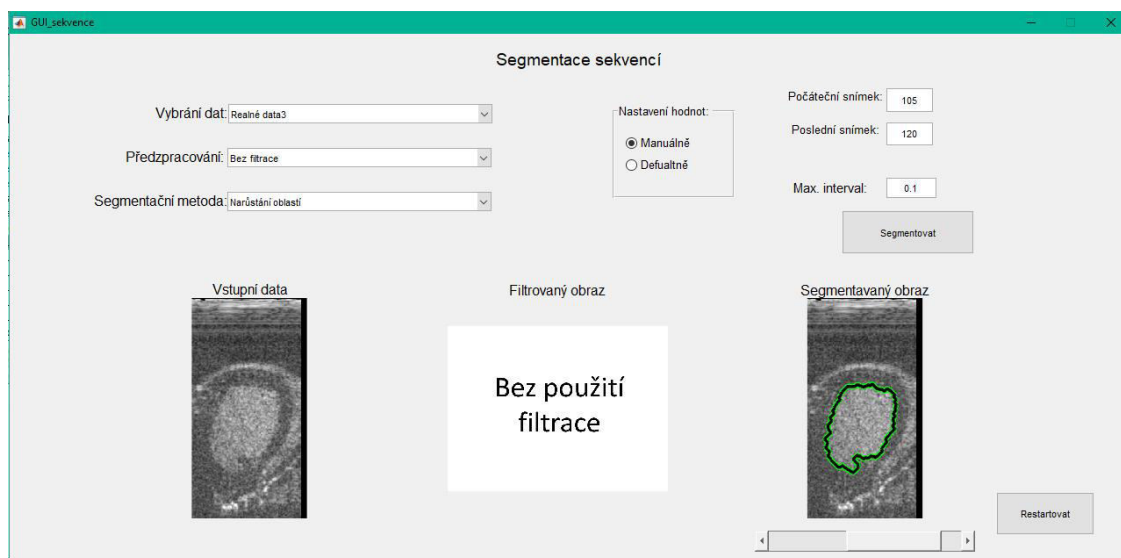 GUI_sekvence
Segmentace sekvencí
Vybrání dat: Realné data3
Předzpracování: Bez filtrace
Segmentační metoda: Narůstání oblastí
Nastavení hodnot:
Manuálně
Defualtně
Počáteční snímek: 105
Poslední snímek: 120
Max. interval: 0.1
Segmentovat
Vstupní data
Filtrovaný obraz
Segmentavaný obraz
Bez použití
filtrace
Restartovat